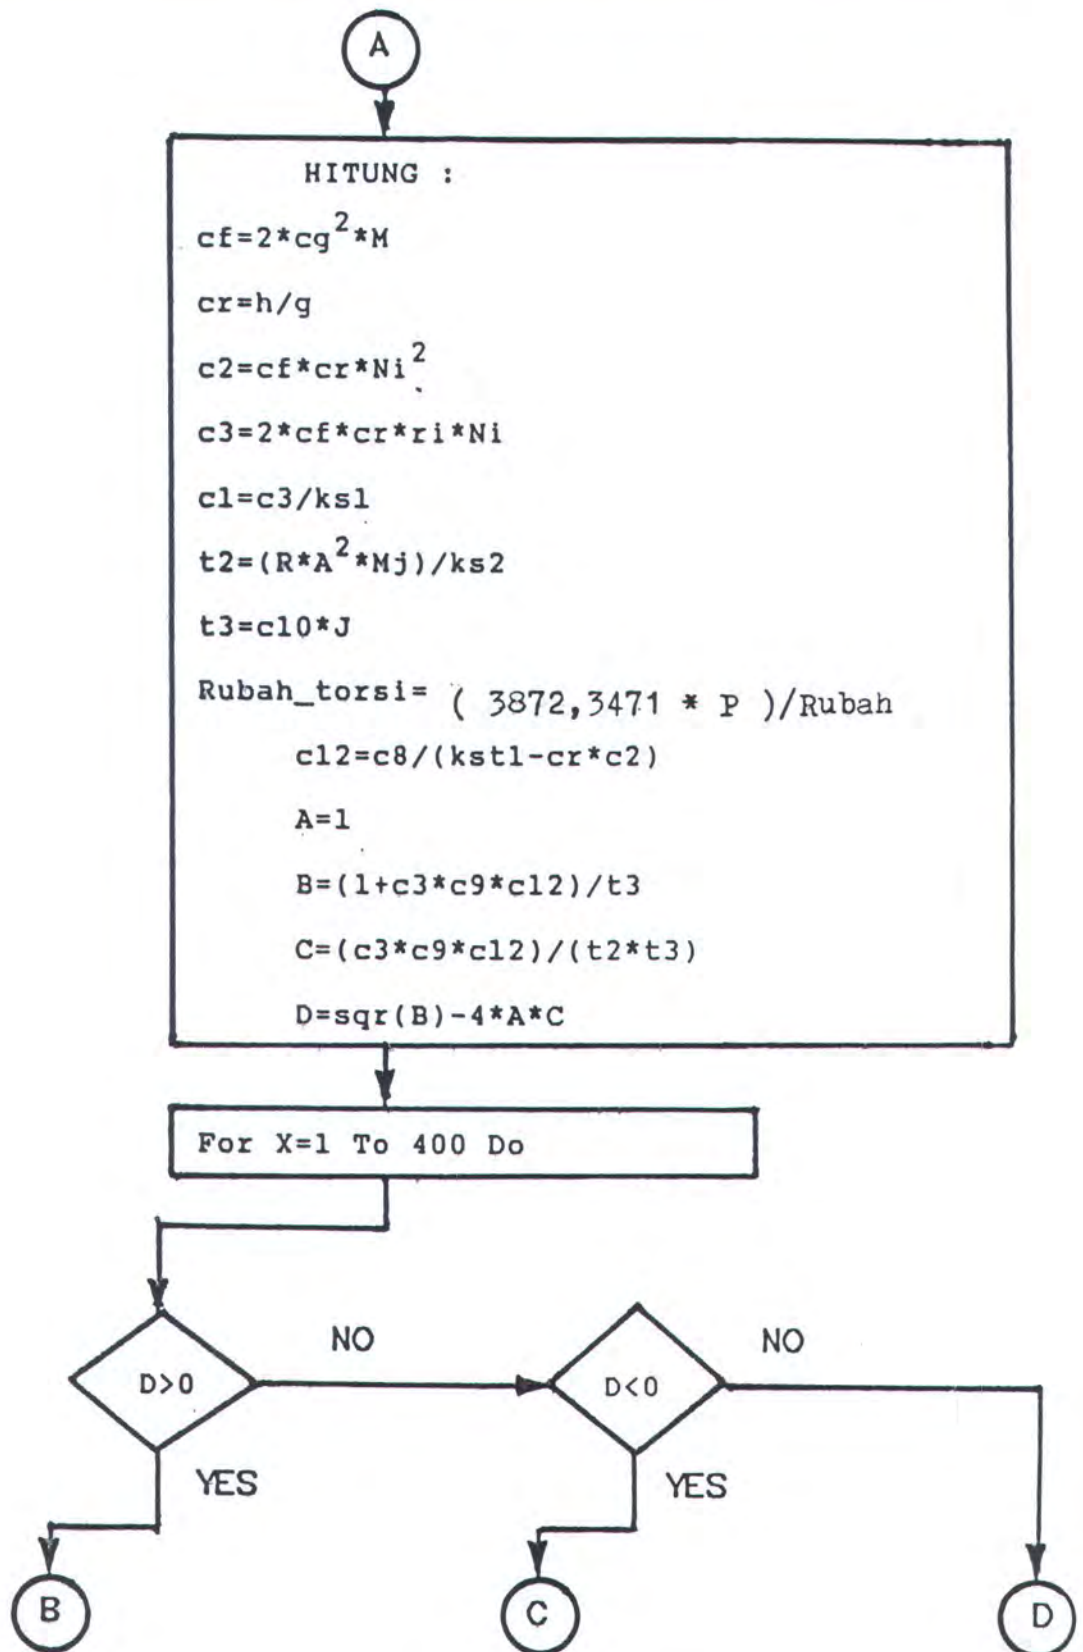 A
HITUNG :
cf=2*cg²*M
cr=h/g
c2=cf*cr*Ni²
c3=2*cf*cr*ri*Ni
c1=c3/ks1
t2=(R*A²*Mj)/ks2
t3=c10*J
Rubah_torsi= ( 3872,3471 * P )/Rubah
c12=c8/(kst1-cr*c2)
A=1
B=(1+c3*c9*c12)/t3
C=(c3*c9*c12)/(t2*t3)
D=sqr(B)-4*A*C
For X=1 To 400 Do
D>0 NO D<0 NO
YES YES
B C D